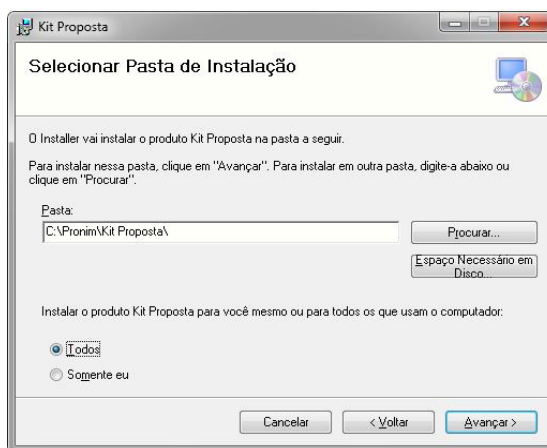 Kit Proposta
Selecionar Pasta de Instalação
O Installer vai instalar o produto Kit Proposta na pasta a seguir.
Para instalar nessa pasta, clique em "Avançar". Para instalar em outra pasta, digite-a abaixo ou
clique em "Procurar".
Pasta:
C:\Pronim\Kit Proposta\
Procurar...
Espaço Necessário em
Disco...
Instalar o produto Kit Proposta para você mesmo ou para todos os que usam o computador:
Todos
Somente eu
Cancelar
< Voltar
Avançar >